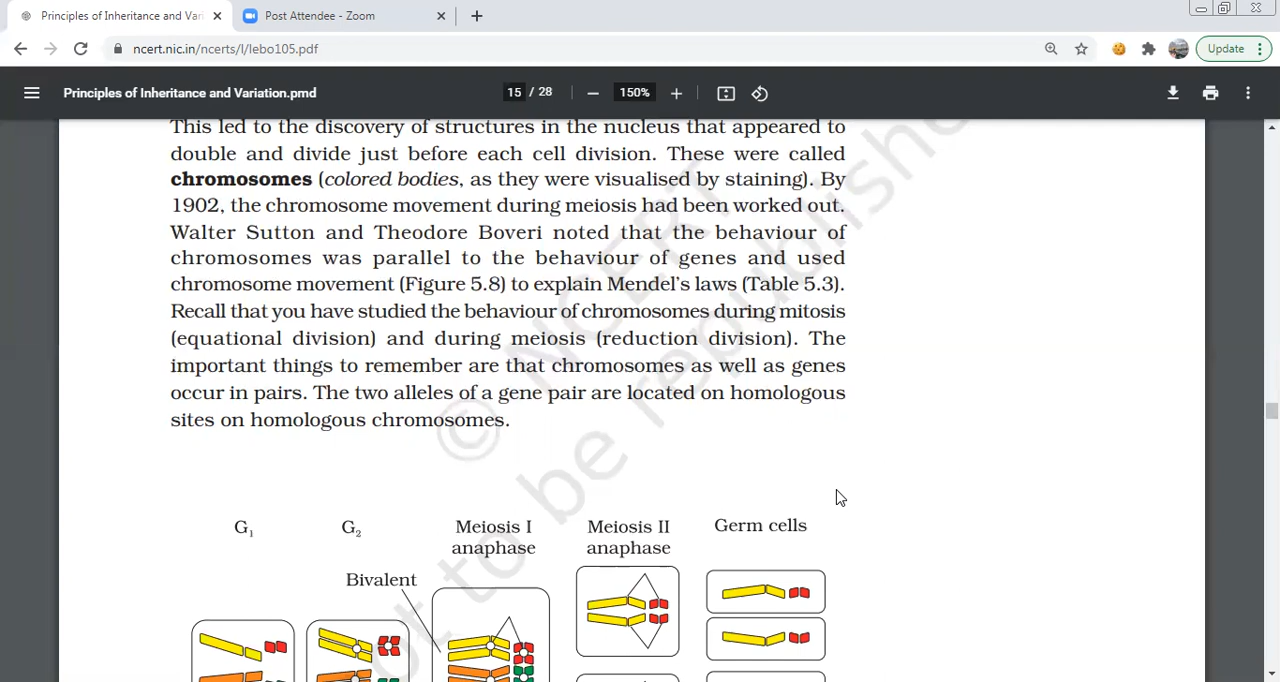 Principles of Inheritance and Vari
Post Attendee - Zoom
ncert.nic.in/ncerts/l/lebo105.pdf
Update
Principles of Inheritance and Variation.pmd
15 / 28
150%
This led to the discovery of structures in the nucleus that appeared to
double and divide just before each cell division. These were called
chromosomes (colored bodies, as they were visualised by staining). By
1902, the chromosome movement during meiosis had been worked out.
Walter Sutton and Theodore Boveri noted that the behaviour of
chromosomes was parallel to the behaviour of genes and used
chromosome movement (Figure 5.8) to explain Mendel's laws (Table 5.3).
Recall that you have studied the behaviour of chromosomes during mitosis
(equational division) and during meiosis (reduction division). The
important things to remember are that chromosomes as well as genes
occur in pairs. The two alleles of a gene pair are located on homologous
sites on homologous chromosomes.
© NCERT
not to be republished
G₁
G₂
Meiosis I
anaphase
Meiosis II
anaphase
Germ cells
Bivalent